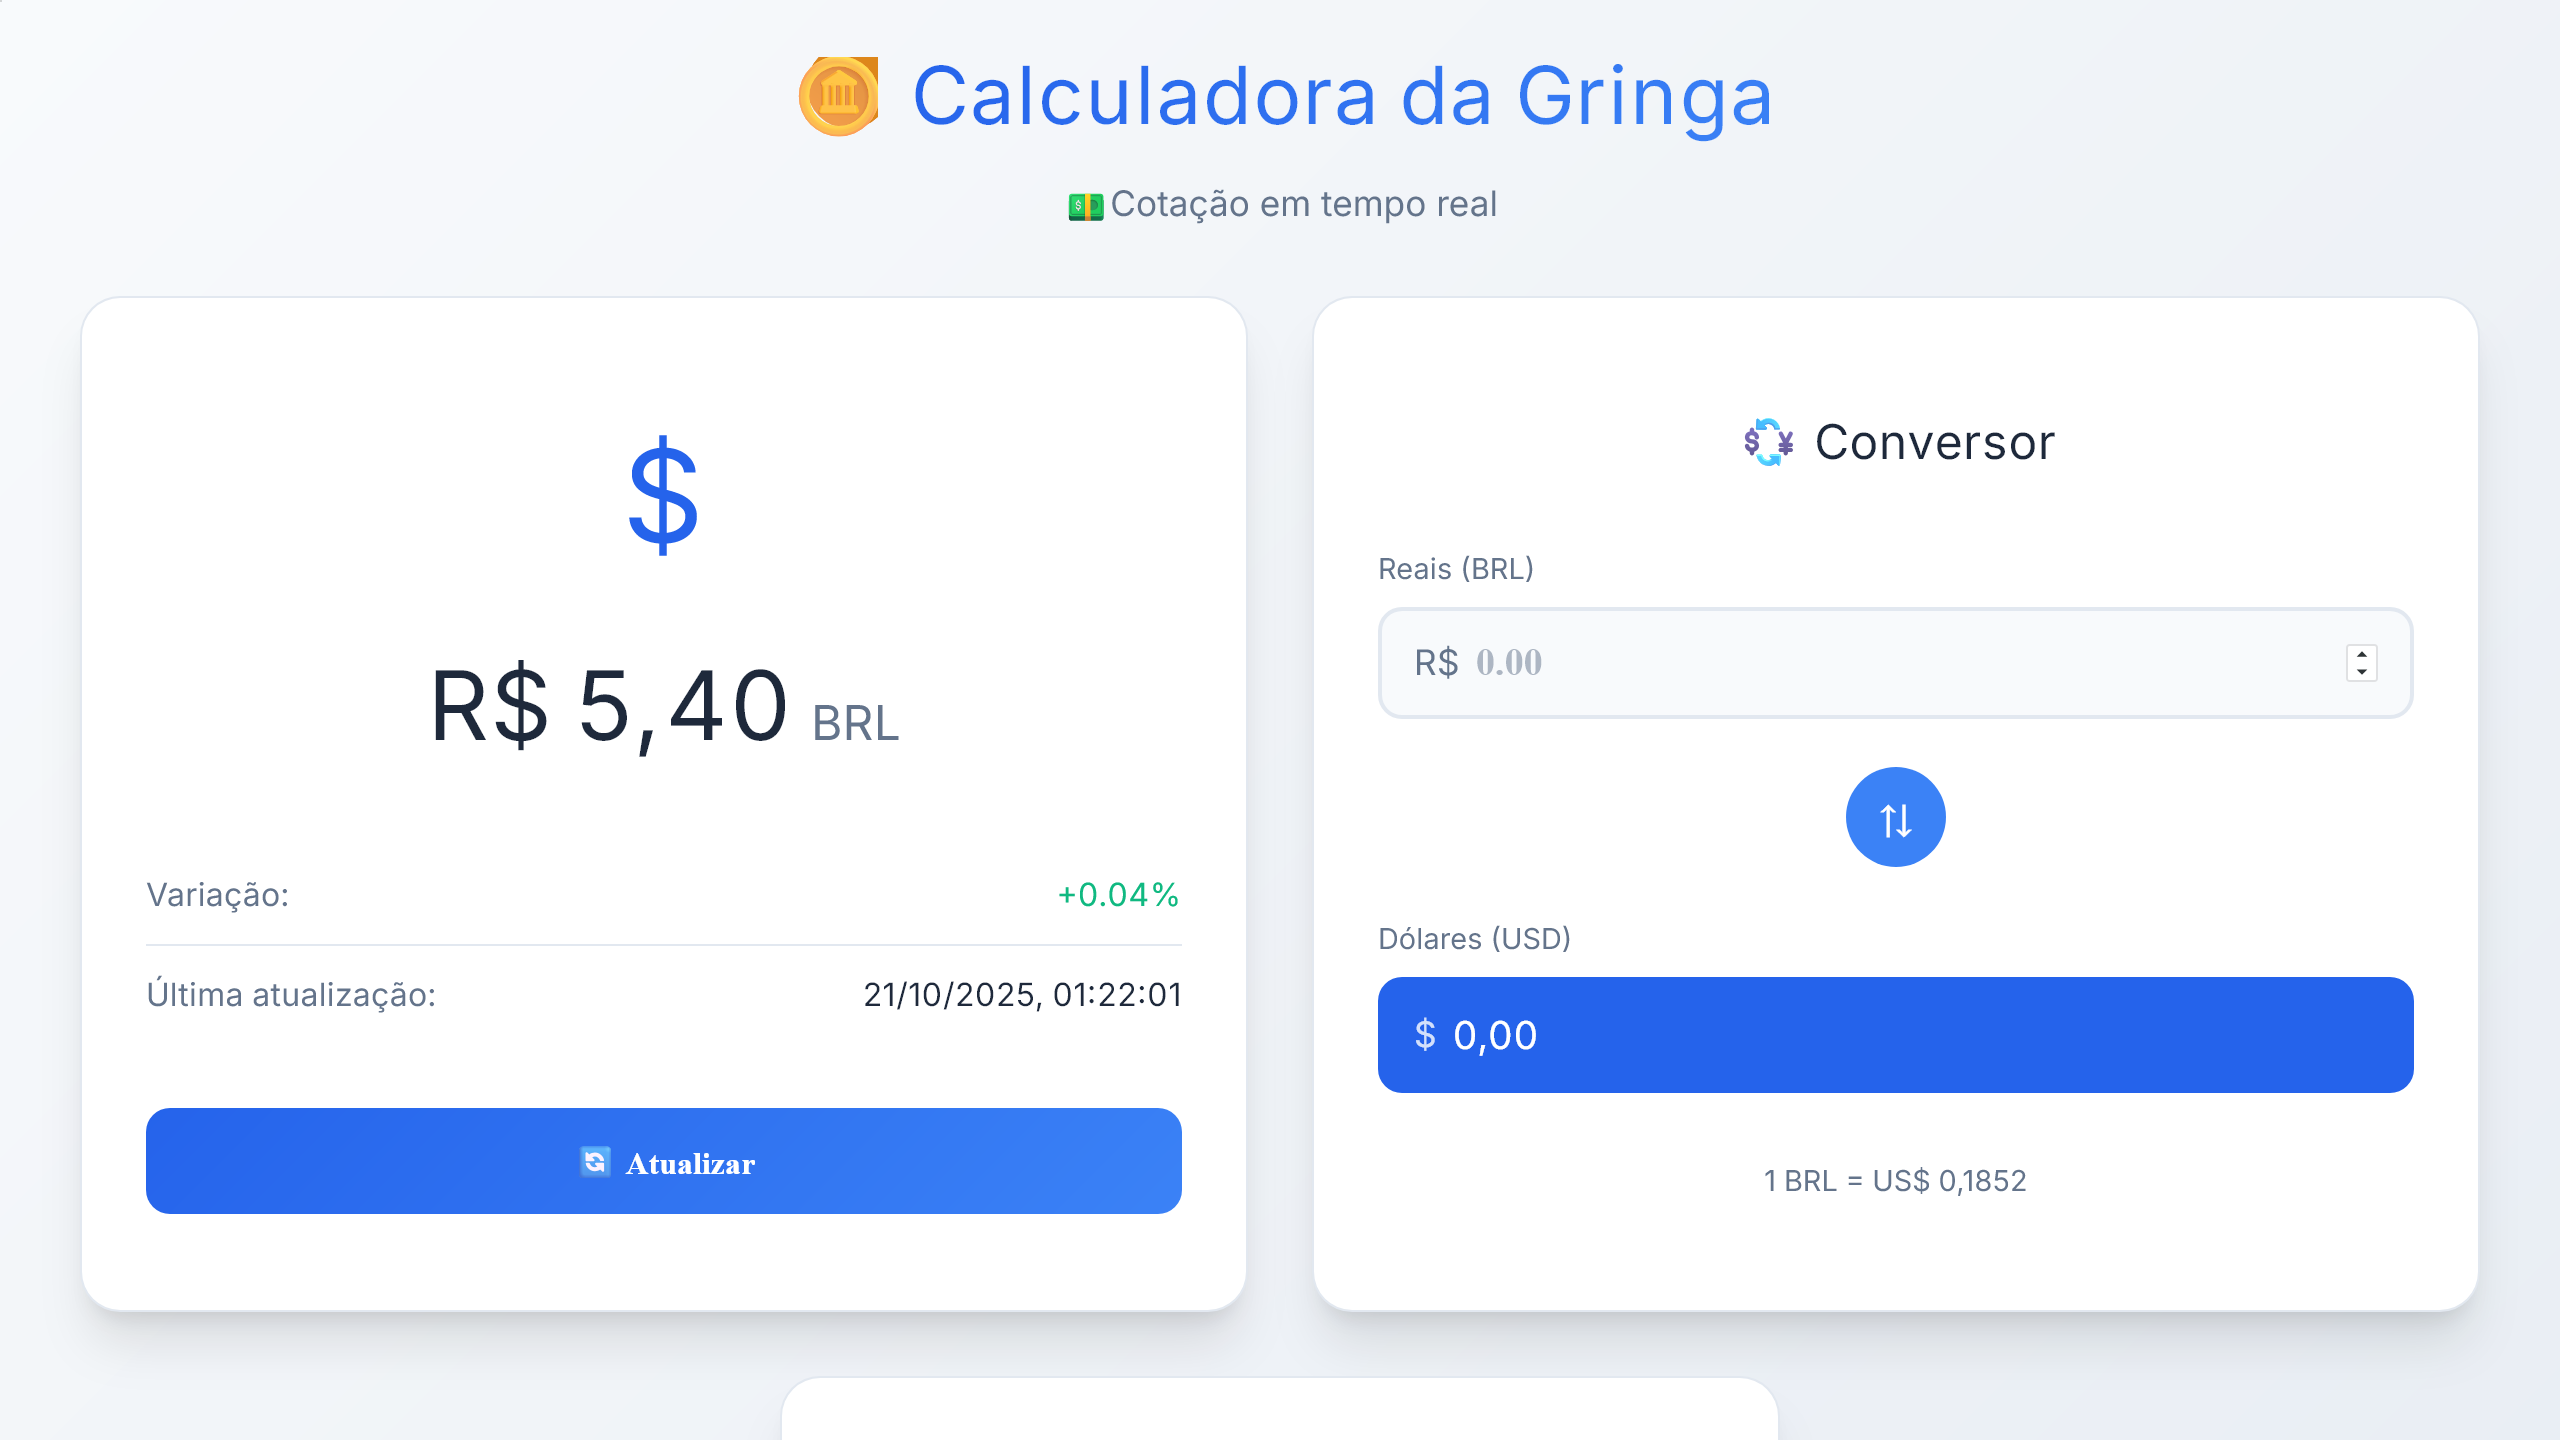 Calculadora da Gringa
Cotação em tempo real
$
R$ 5,40 BRL
Variação: +0.04%
Última atualização: 21/10/2025, 01:22:01
Atualizar
Conversor
Reais (BRL)
R$ 0.00
Dólares (USD)
$ 0,00
1 BRL = US$ 0,1852